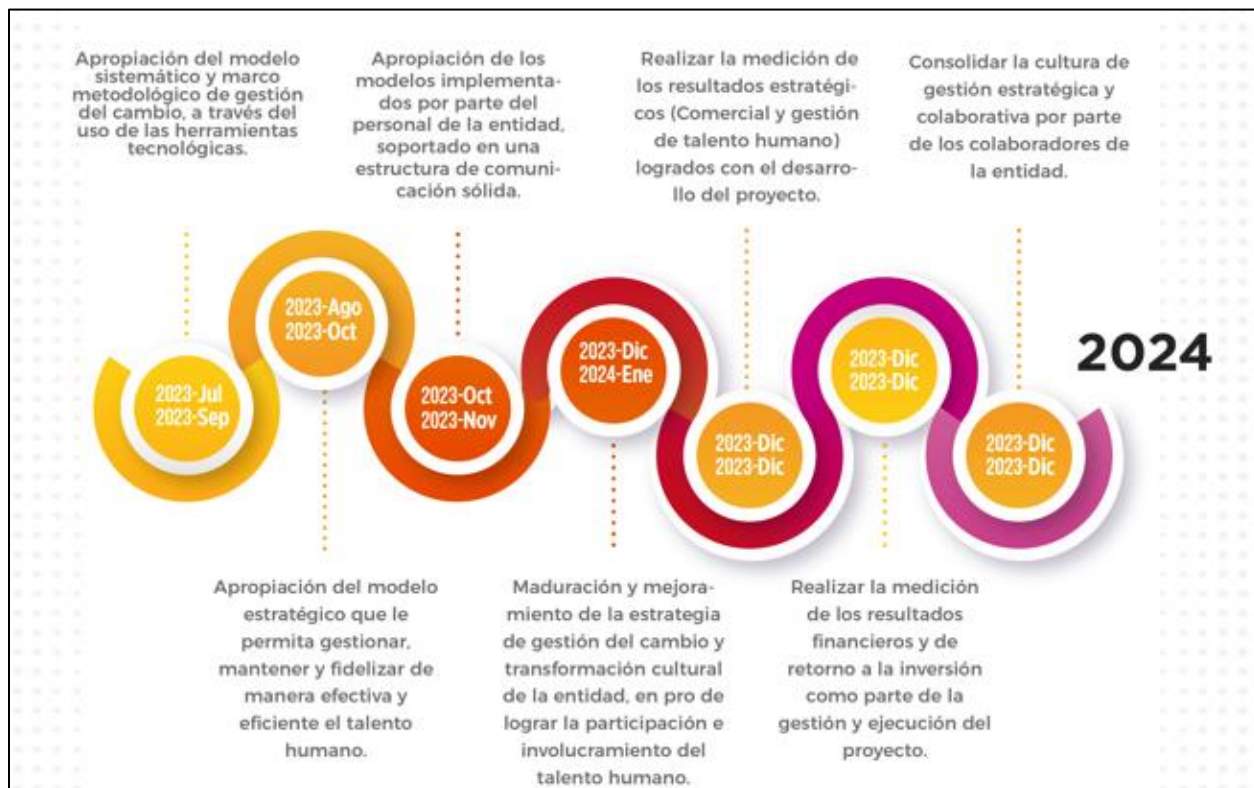 Apropiación del modelo
sistemático y marco
metodológico de gestión
del cambio, a través del
uso de las herramientas
tecnológicas.
Apropiación de los
modelos implementa-
dos por parte del
personal de la entidad,
soportado en una
estructura de comuni-
cación sólida.
Realizar la medición de
los resultados estratégi-
cos (Comercial y gestión
de talento humano)
logrados con el desarro-
llo del proyecto.
Consolidar la cultura de
gestión estratégica y
colaborativa por parte
de los colaboradores de
la entidad.
2023-Jul
2023-Sep
2023-Ago
2023-Oct
2023-Oct
2023-Nov
2023-Dic
2024-Ene
2023-Dic
2023-Dic
2023-Dic
2023-Dic
2023-Dic
2023-Dic
2024
Apropiación del modelo
estratégico que le
permita gestionar,
mantener y fidelizar de
manera efectiva y
eficiente el talento
humano.
Maduración y mejora-
miento de la estrategia
de gestión del cambio y
transformación cultural
de la entidad, en pro de
lograr la participación e
involucramiento del
talento humano.
Realizar la medición
de los resultados
financieros y de
retorno a la inversión
como parte de la
gestión y ejecución del
proyecto.